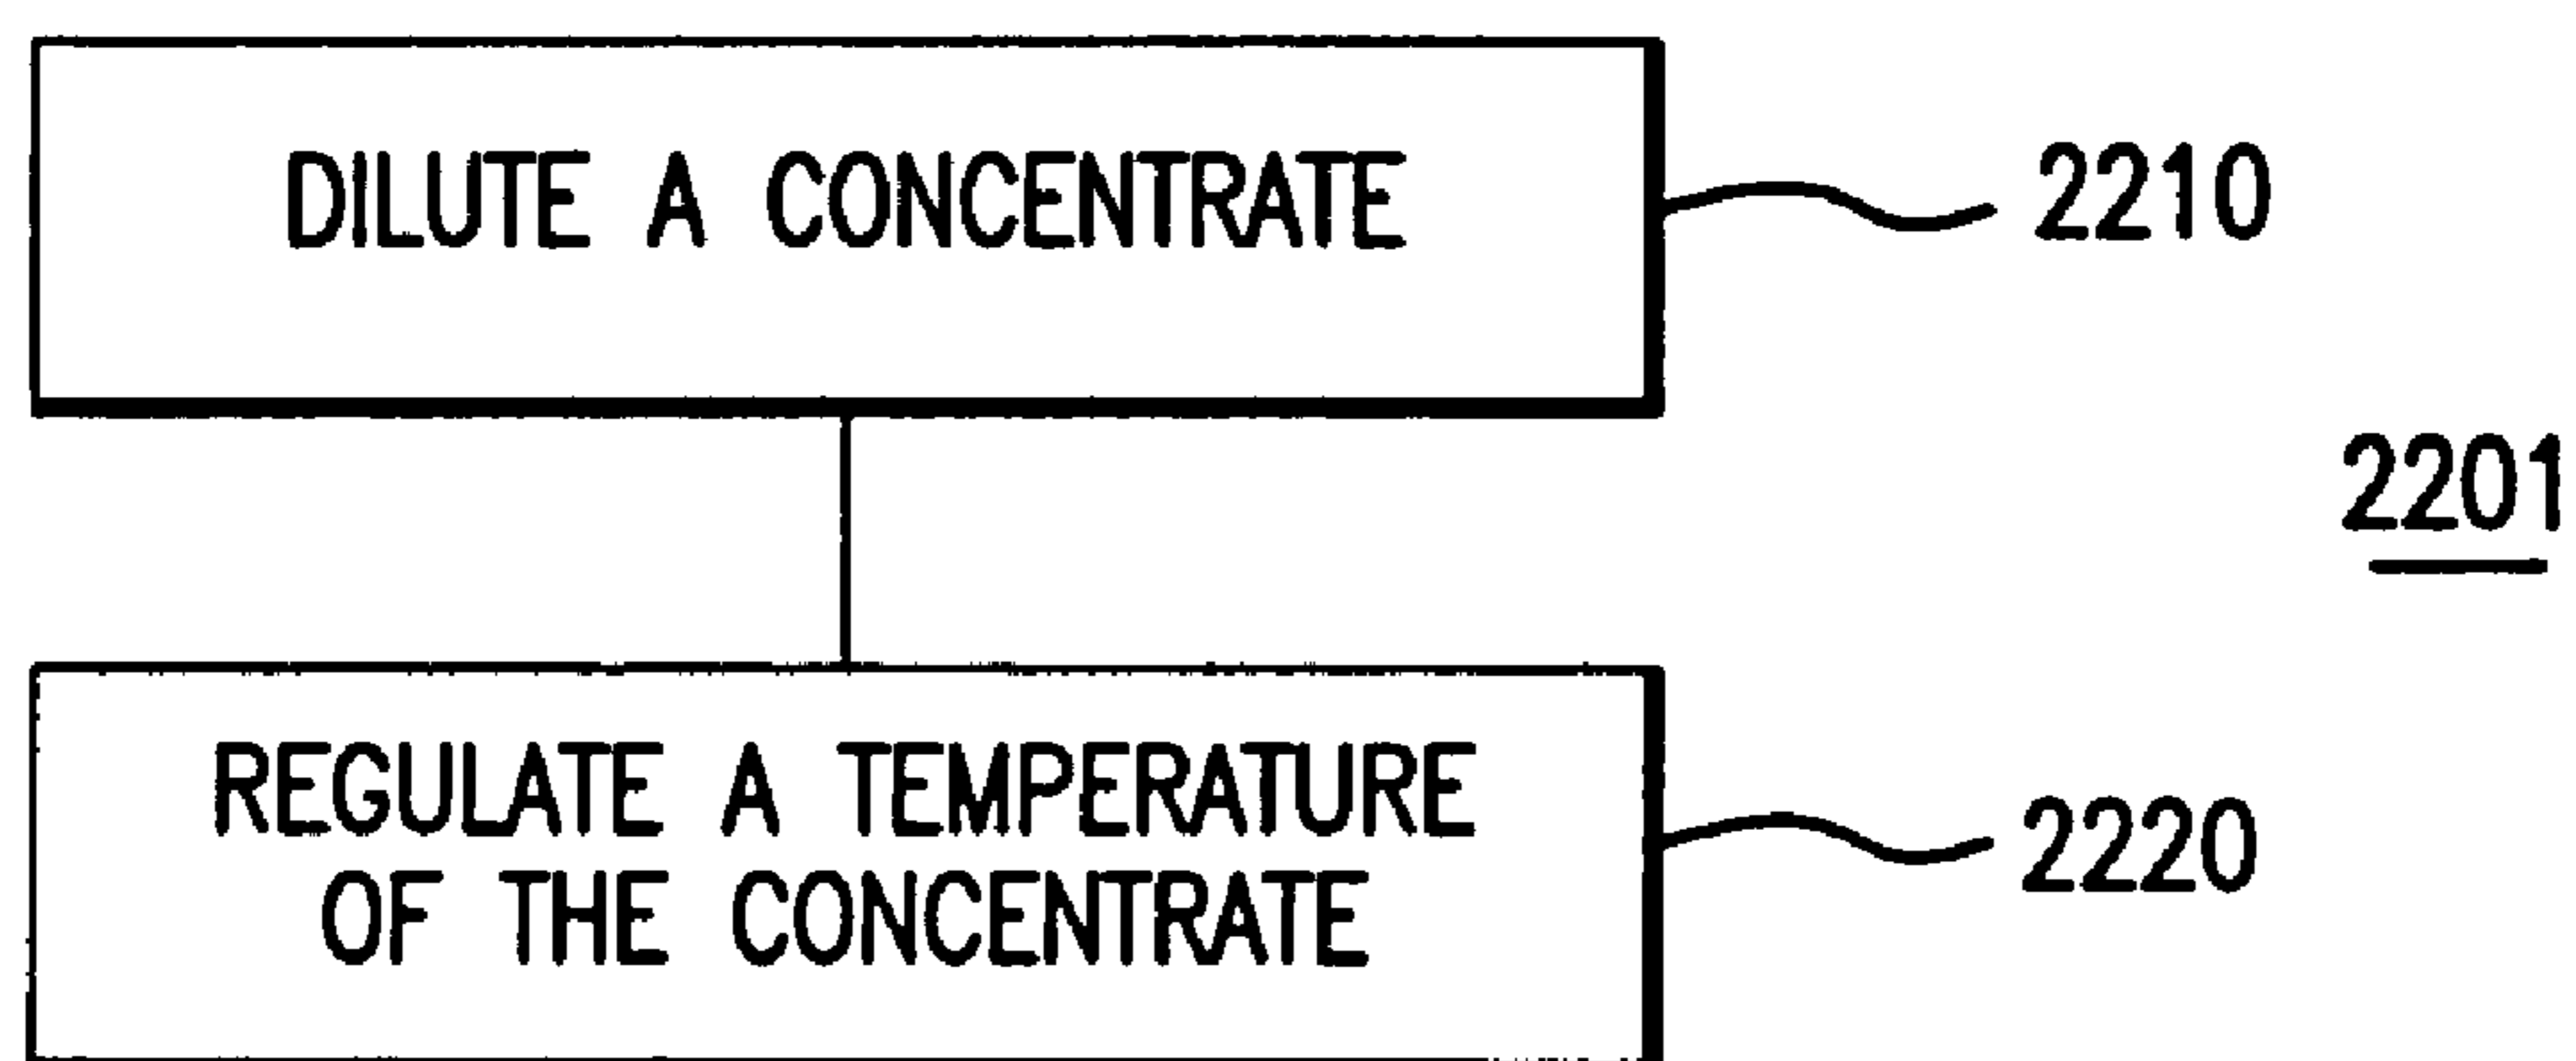 DILUTE A CONCENTRATE
2210
2201
REGULATE A TEMPERATURE
OF THE CONCENTRATE
2220